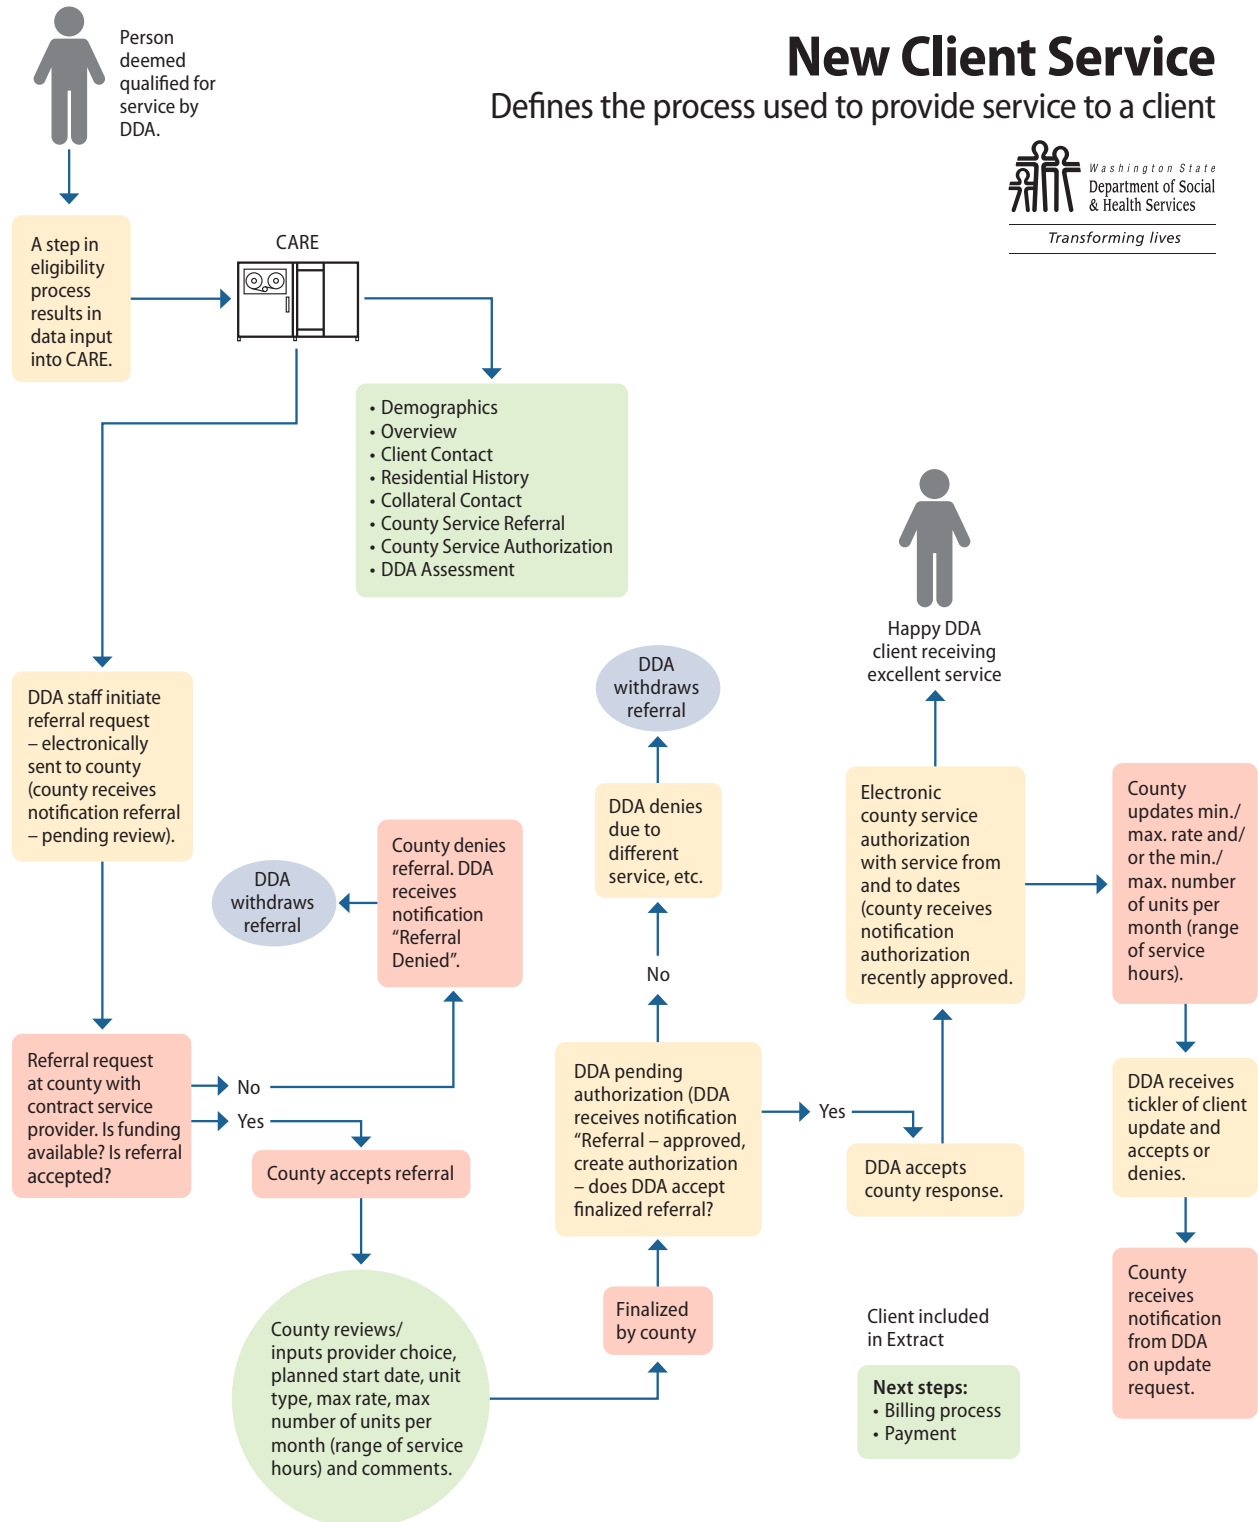 New Client Service
Defines the process used to provide service to a client
Washington State
Department of Social
& Health Services
Transforming lives
Person
deemed
qualified for
service by
DDA.
A step in
eligibility
process
results in
data input
into CARE.
CARE
• Demographics
• Overview
• Client Contact
• Residential History
• Collateral Contact
• County Service Referral
• County Service Authorization
• DDA Assessment
DDA staff initiate
referral request
– electronically
sent to county
(county receives
notification referral
– pending review).
Referral request
at county with
contract service
provider. Is funding
available? Is referral
accepted?
No
Yes
County denies
referral. DDA
receives
notification
“Referral
Denied”.
DDA
withdraws
referral
County accepts referral
County reviews/
inputs provider choice,
planned start date, unit
type, max rate, max
number of units per
month (range of service
hours) and comments.
Finalized
by county
DDA pending
authorization (DDA
receives notification
“Referral – approved,
create authorization
– does DDA accept
finalized referral?
No
DDA denies
due to
different
service, etc.
DDA
withdraws
referral
Yes
DDA accepts
county response.
Electronic
county service
authorization
with service from
and to dates
(county receives
notification
authorization
recently approved.
Happy DDA
client receiving
excellent service
County
updates min./
max. rate and/
or the min./
max. number
of units per
month (range
of service
hours).
DDA receives
tickler of client
update and
accepts or
denies.
County
receives
notification
from DDA
on update
request.
Client included
in Extract
Next steps:
• Billing process
• Payment